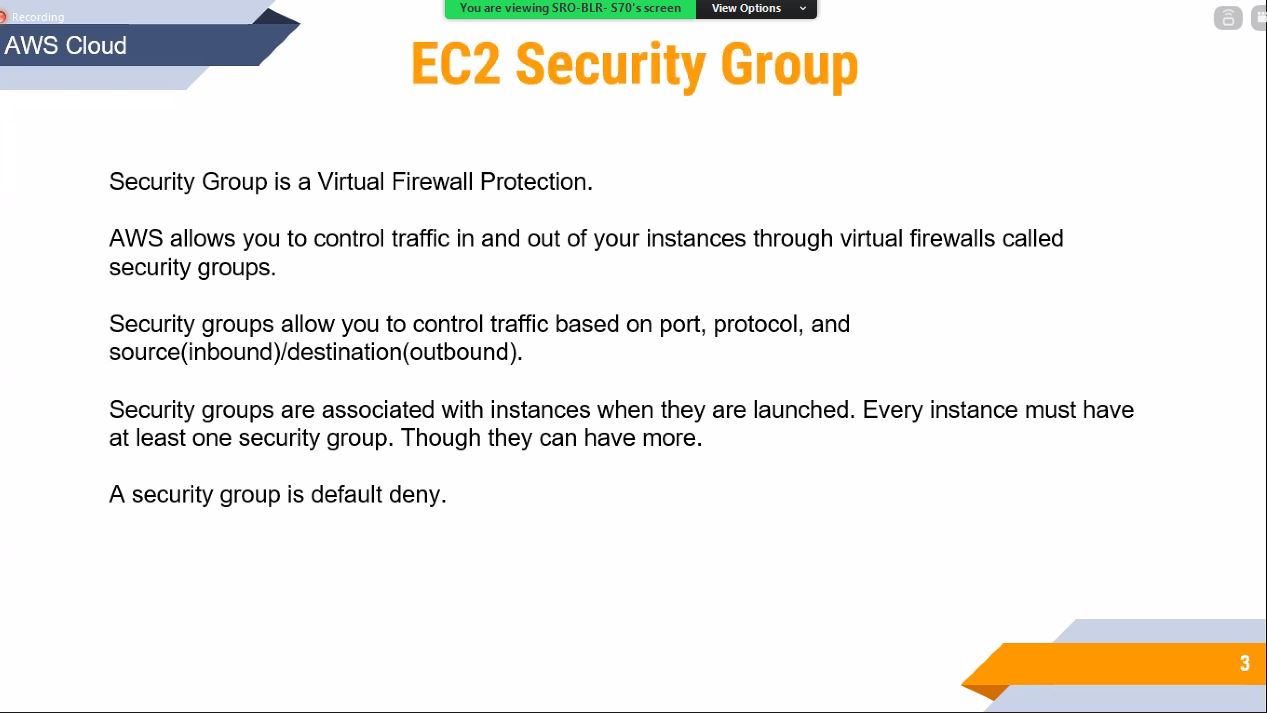 Recording
You are viewing SRO-BLR- S70's screen
View Options
AWS Cloud
EC2 Security Group
Security Group is a Virtual Firewall Protection.
AWS allows you to control traffic in and out of your instances through virtual firewalls called
security groups.
Security groups allow you to control traffic based on port, protocol, and
source(inbound)/destination(outbound).
Security groups are associated with instances when they are launched. Every instance must have
at least one security group. Though they can have more.
A security group is default deny.
3